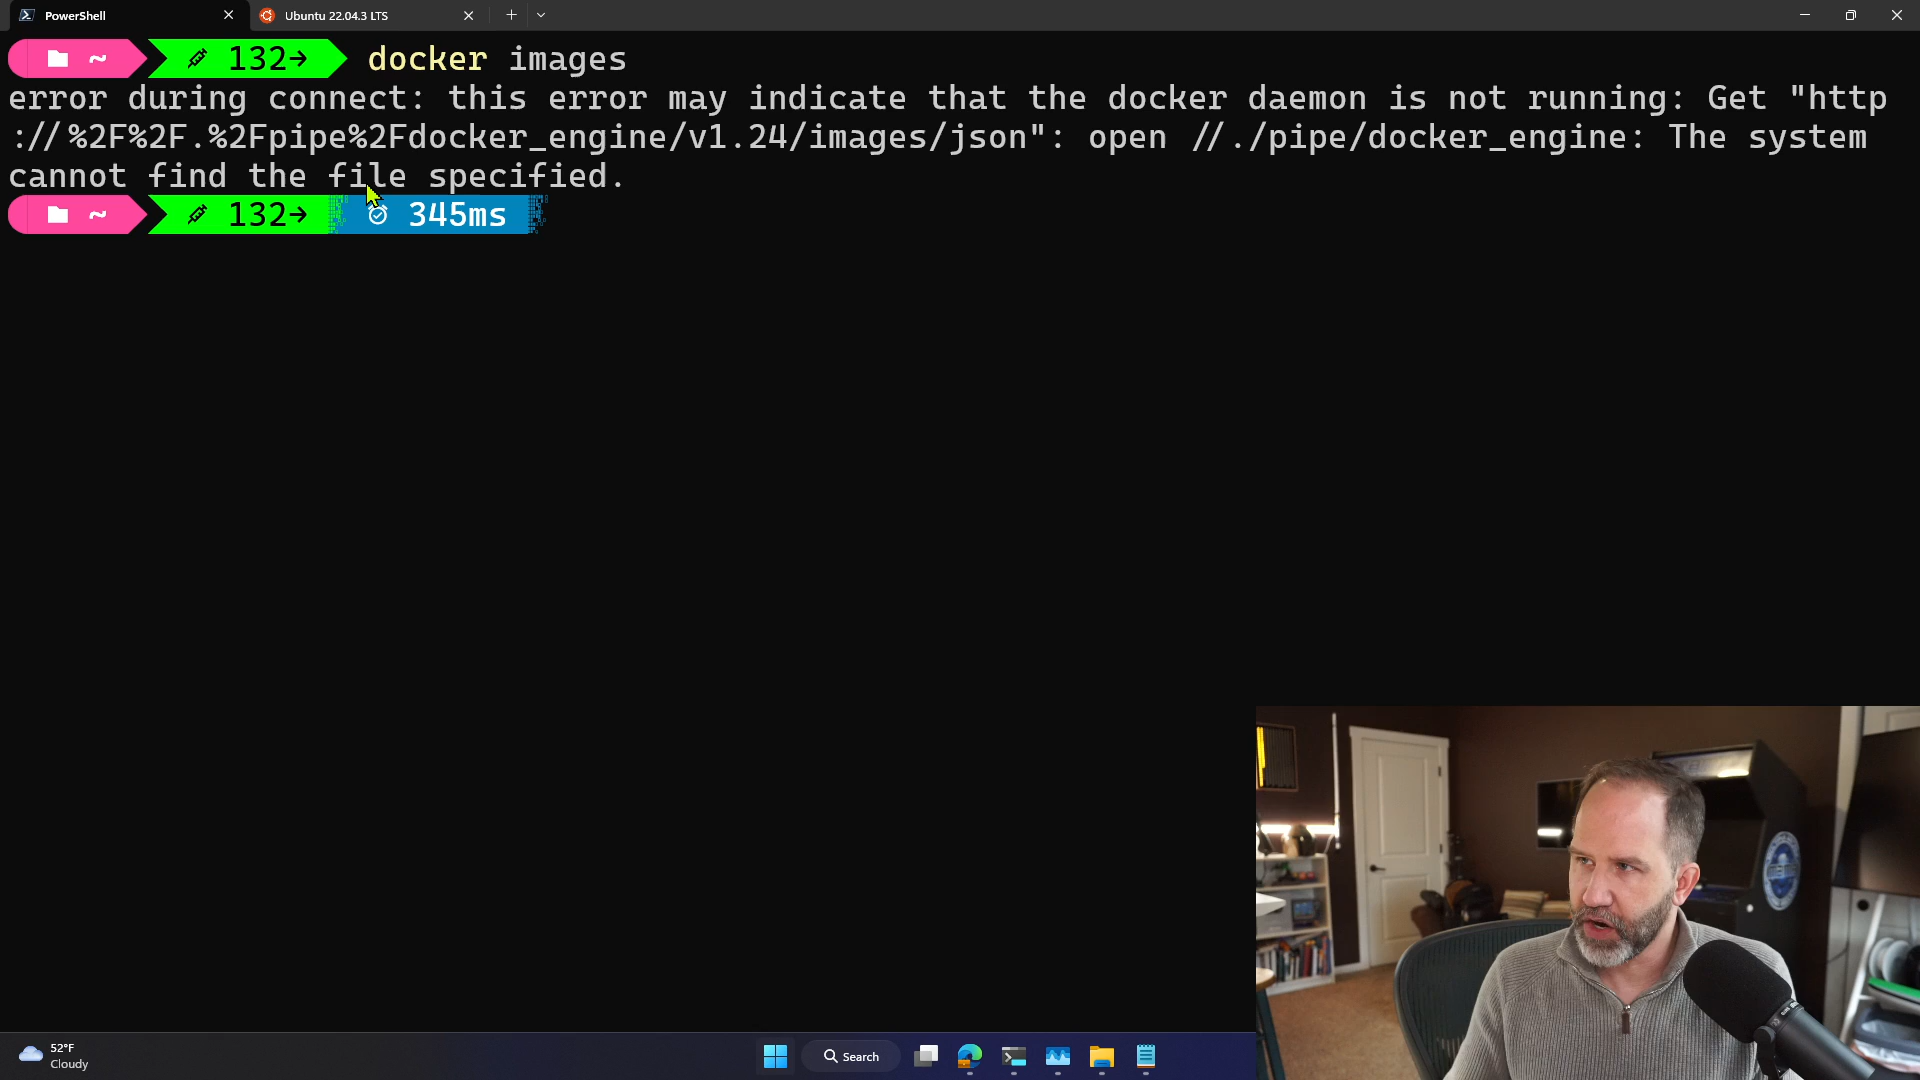 PowerShell
Ubuntu 22.04.3 LTS
~ 132→ docker images
error during connect: this error may indicate that the docker daemon is not running: Get "http
://%2F%2F.%2Fpipe%2Fdocker_engine/v1.24/images/json": open //./pipe/docker_engine: The system
cannot find the file specified.
~ 132→ 345ms
52°F
Cloudy
Search